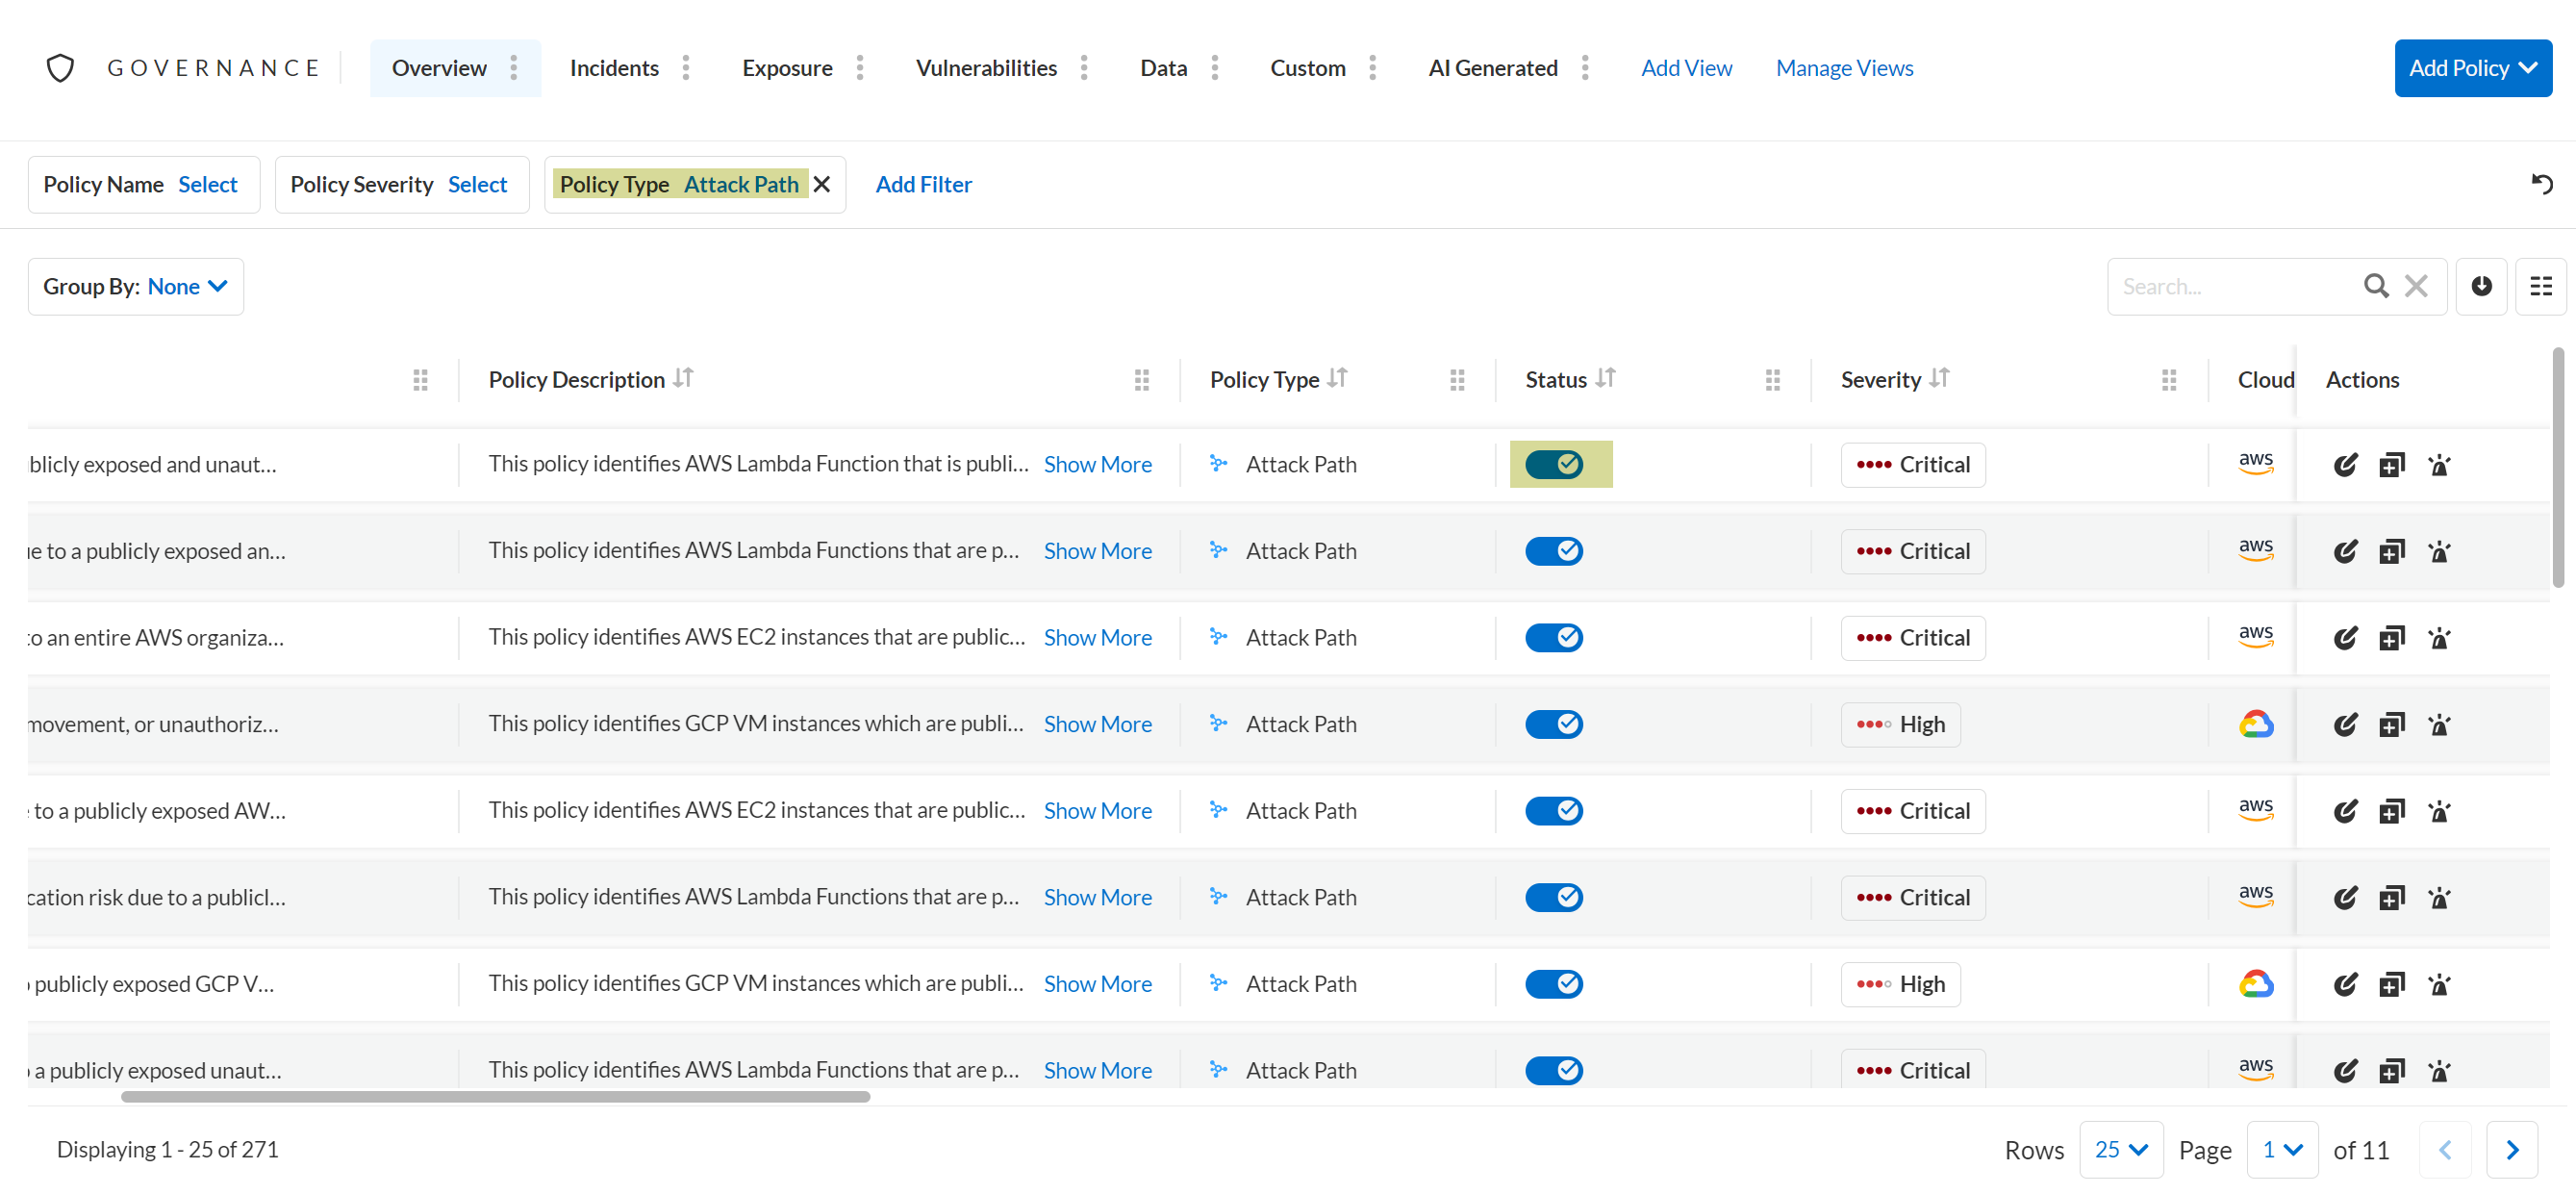 GOVERNANCE Overview Incidents Exposure Vulnerabilities Data Custom AI Generated Add View Manage Views Add Policy
Policy Name Select Policy Severity Select Policy Type Attack Path Add Filter
Group By: None Search...
Policy Description Policy Type Status Severity Cloud Actions
blicly exposed and unaut... This policy identifies AWS Lambda Function that is publi... Show More Attack Path Critical aws
e to a publicly exposed an... This policy identifies AWS Lambda Functions that are p... Show More Attack Path Critical aws
to an entire AWS organiza... This policy identifies AWS EC2 instances that are public... Show More Attack Path Critical aws
movement, or unauthoriz... This policy identifies GCP VM instances which are publi... Show More Attack Path High
to a publicly exposed AW... This policy identifies AWS EC2 instances that are public... Show More Attack Path Critical aws
cation risk due to a publicl... This policy identifies AWS Lambda Functions that are p... Show More Attack Path Critical aws
publicly exposed GCP V... This policy identifies GCP VM instances which are publi... Show More Attack Path High
a publicly exposed unaut... This policy identifies AWS Lambda Functions that are p... Show More Attack Path Critical aws
Displaying 1 - 25 of 271 Rows 25 Page 1 of 11